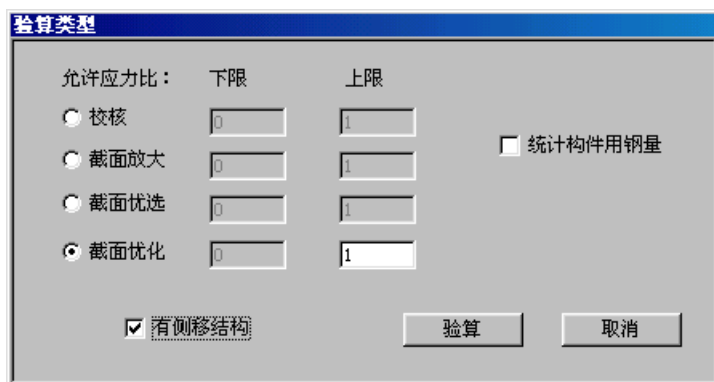 验算类型
允许应力比： 下限 上限
校核 0 1
统计构件用钢量
截面放大 0 1
截面优选 0 1
截面优化 0 1
有侧移结构 验算 取消